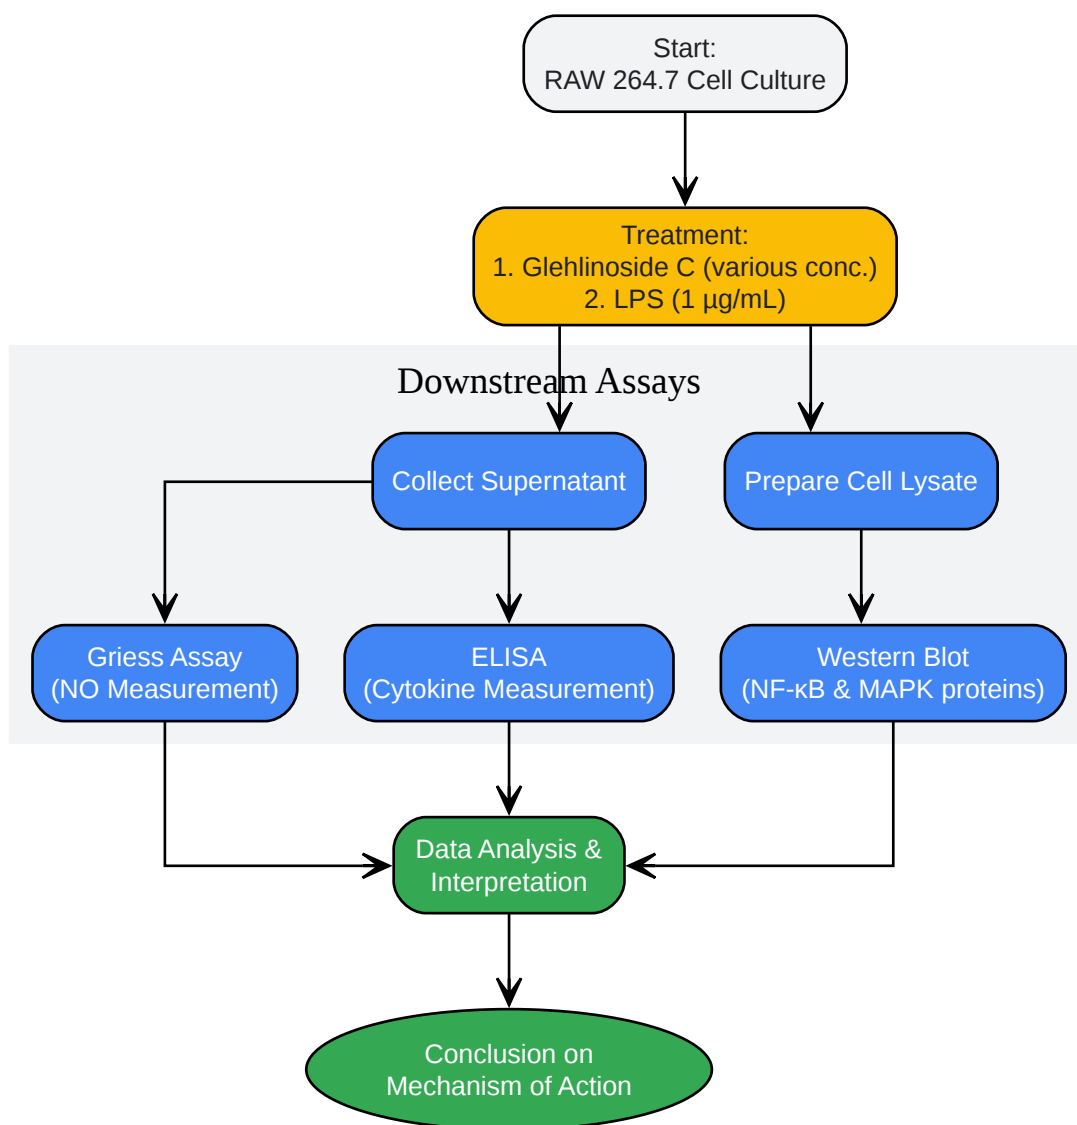 Start:
RAW 264.7 Cell Culture
Treatment:
1. Glehlinoside C (various conc.)
2. LPS (1 µg/mL)
Downstream Assays
Collect Supernatant
Prepare Cell Lysate
Griess Assay
(NO Measurement)
ELISA
(Cytokine Measurement)
Western Blot
(NF-κB & MAPK proteins)
Data Analysis &
Interpretation
Conclusion on
Mechanism of Action